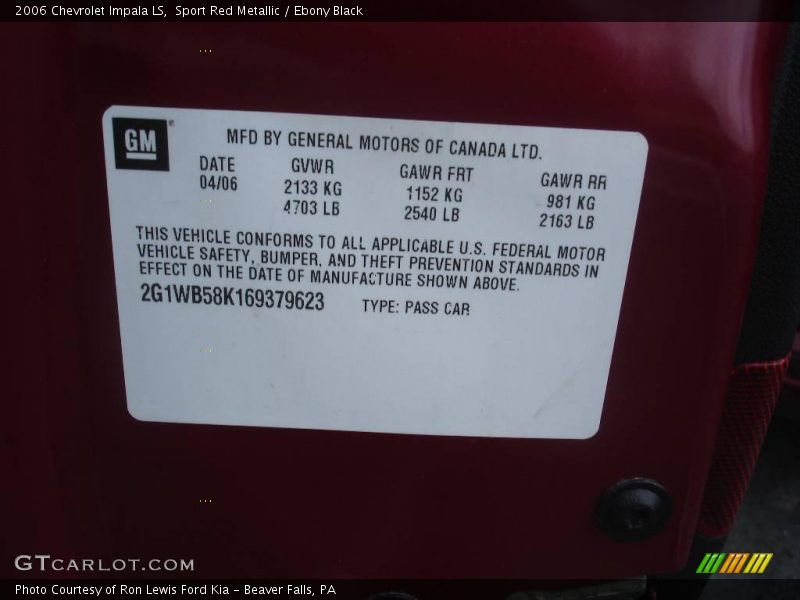 2006 Chevrolet Impala LS, Sport Red Metallic / Ebony Black
GM®
MFD BY GENERAL MOTORS OF CANADA LTD.
DATE GVWR GAWR FRT GAWR RR
04/06 2133 KG 1152 KG 981 KG
4703 LB 2540 LB 2163 LB
THIS VEHICLE CONFORMS TO ALL APPLICABLE U.S. FEDERAL MOTOR
VEHICLE SAFETY, BUMPER, AND THEFT PREVENTION STANDARDS IN
EFFECT ON THE DATE OF MANUFACTURE SHOWN ABOVE.
2G1WB58K169379623 TYPE: PASS CAR
GTCARLOT.COM
Photo Courtesy of Ron Lewis Ford Kia - Beaver Falls, PA